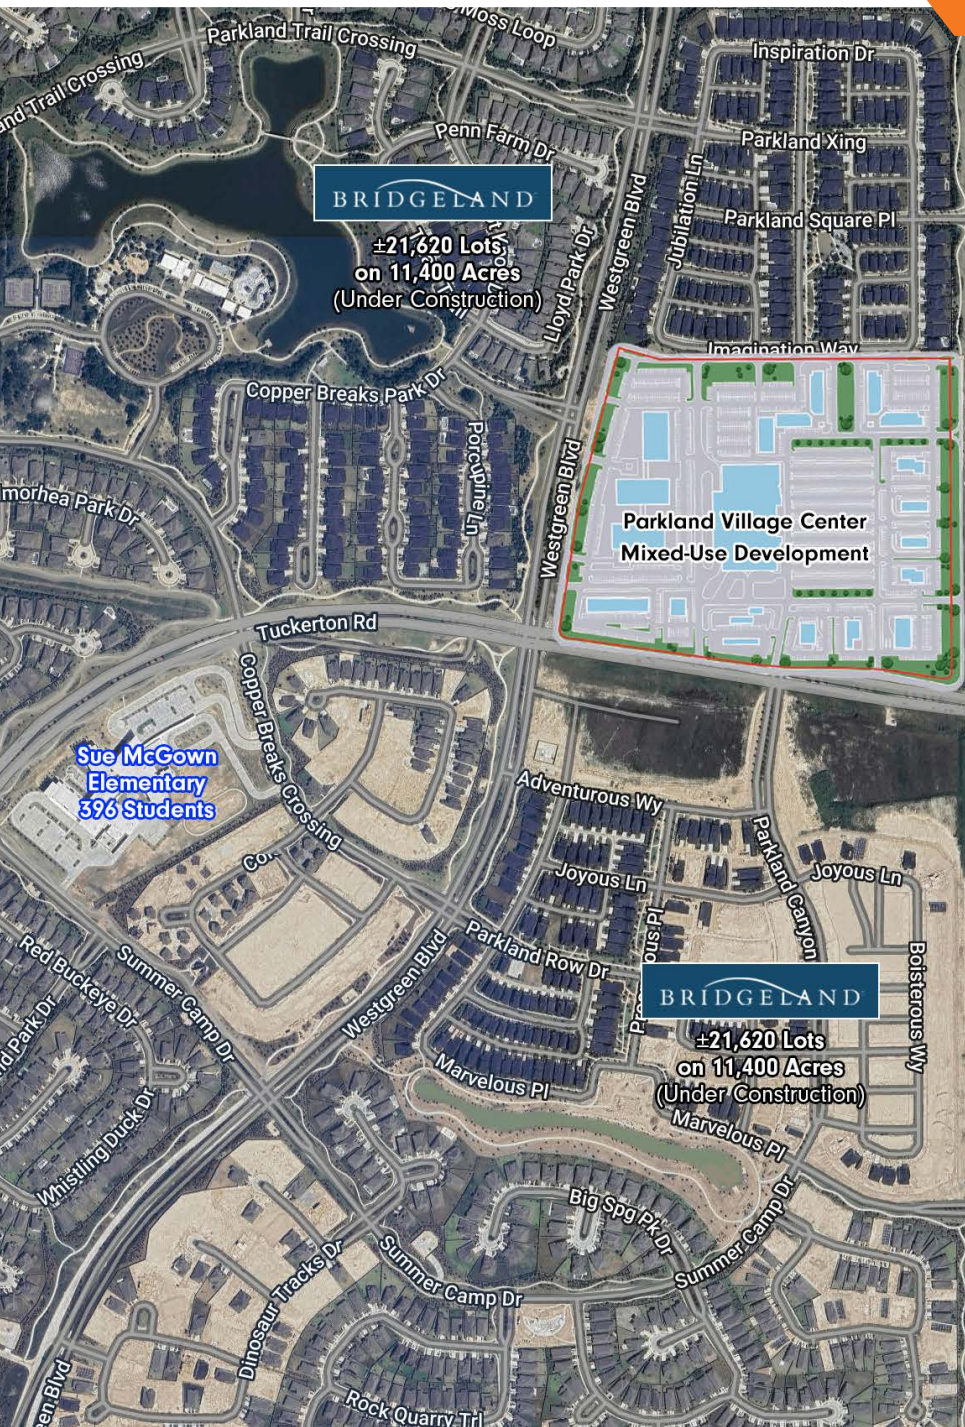 Parkland Trail Crossing
Moss Loop
Inspiration Dr
and Trail Crossing
Penn Farm Dr
Parkland Xing
Jubilation Ln
Westgreen Blvd
BRIDGELAND
±21,620 Lots
on 11,400 Acres
(Under Construction)
Parkland Square Pl
Lloyd Park Dr
Imagination Way
Copper Breaks Park Dr
Porcupine Ln
Westgreen Blvd
morhea Park Dr
Parkland Village Center
Mixed-Use Development
Tuckerton Rd
Copper Breaks Crossing
Sue McGown
Elementary
396 Students
Adventurous Wy
Joyous Ln
Parkland Canyon
Joyous Ln
Parkland Row Dr
Westgreen Blvd
Boisterous Wy
BRIDGELAND
±21,620 Lots
on 11,400 Acres
(Under Construction)
Red Buckeye Dr
Summer Camp Dr
Marvelous Pl
Marvelous Pl
Whistling Duck Dr
Big Spg Pk Dr
Summer Camp Dr
Summer Camp Dr
Dinosaur Tracks Dr
en Blvd
Rock Quarry Trl